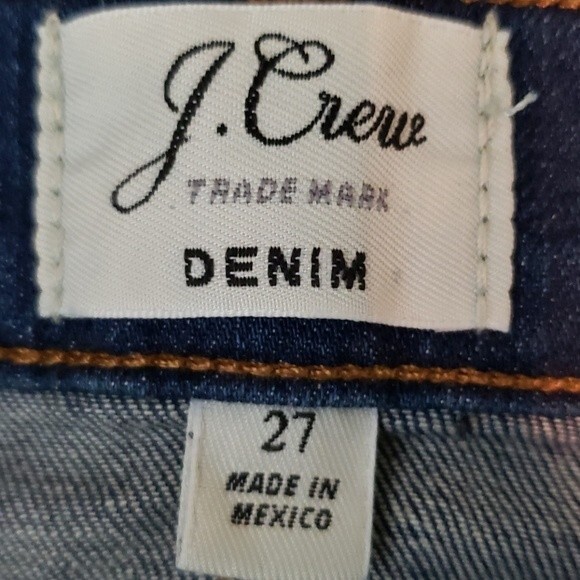 J.Crew
TRADE MARK
DENIM
27
MADE IN
MEXICO